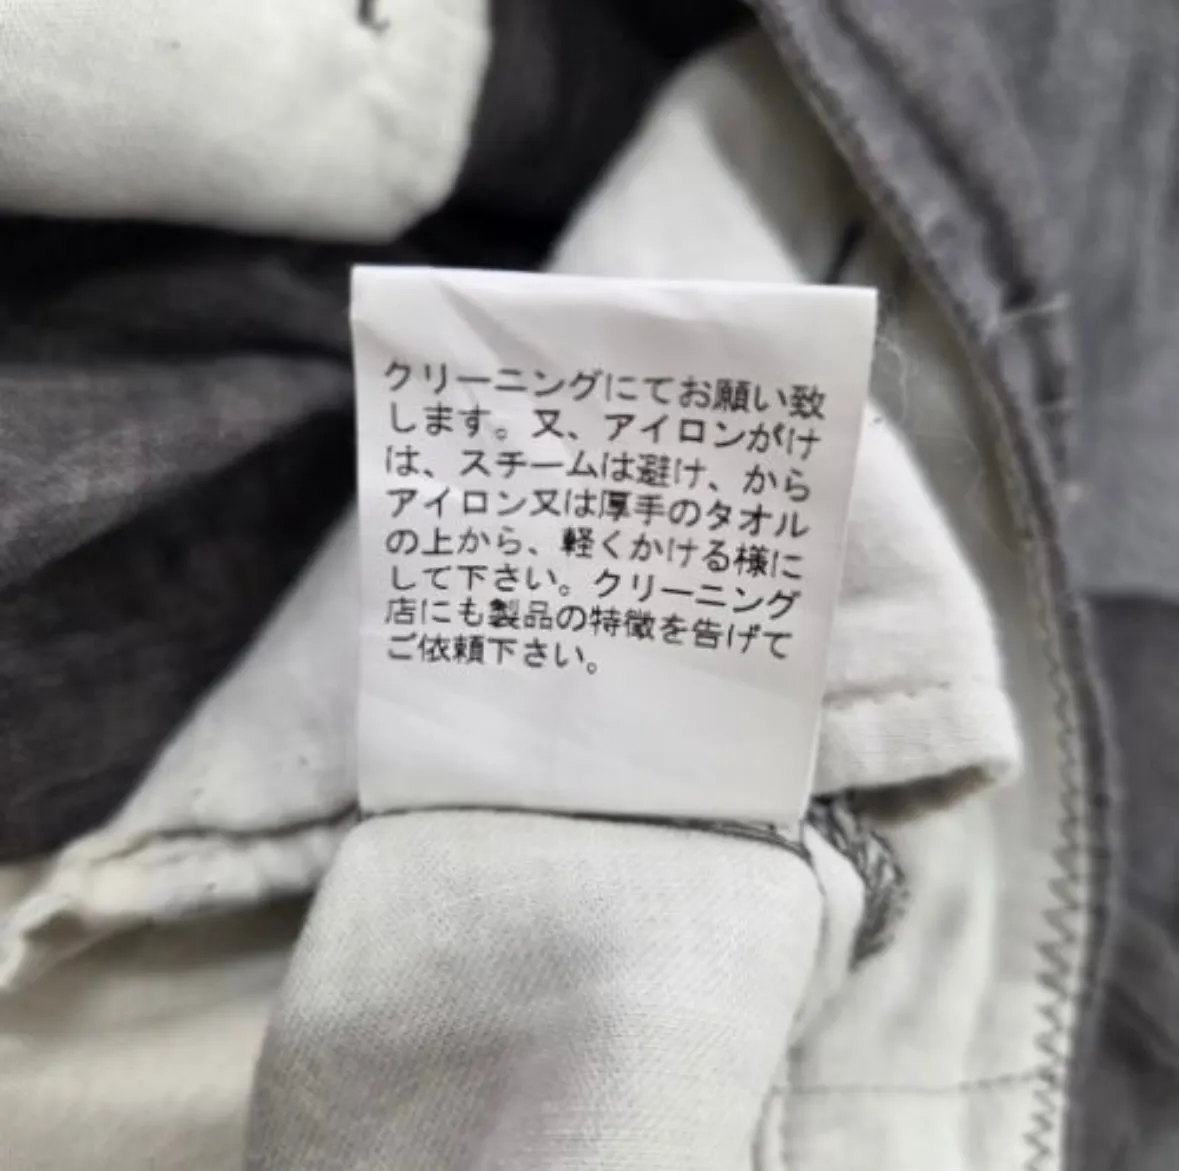 クリーニングにてお願い致
します。又、アイロンがけ
は、スチームは避け、から
アイロン又は厚手のタオル
の上から、軽くかける様に
して下さい。クリーニング
店にも製品の特徴を告げて
ご依頼下さい。